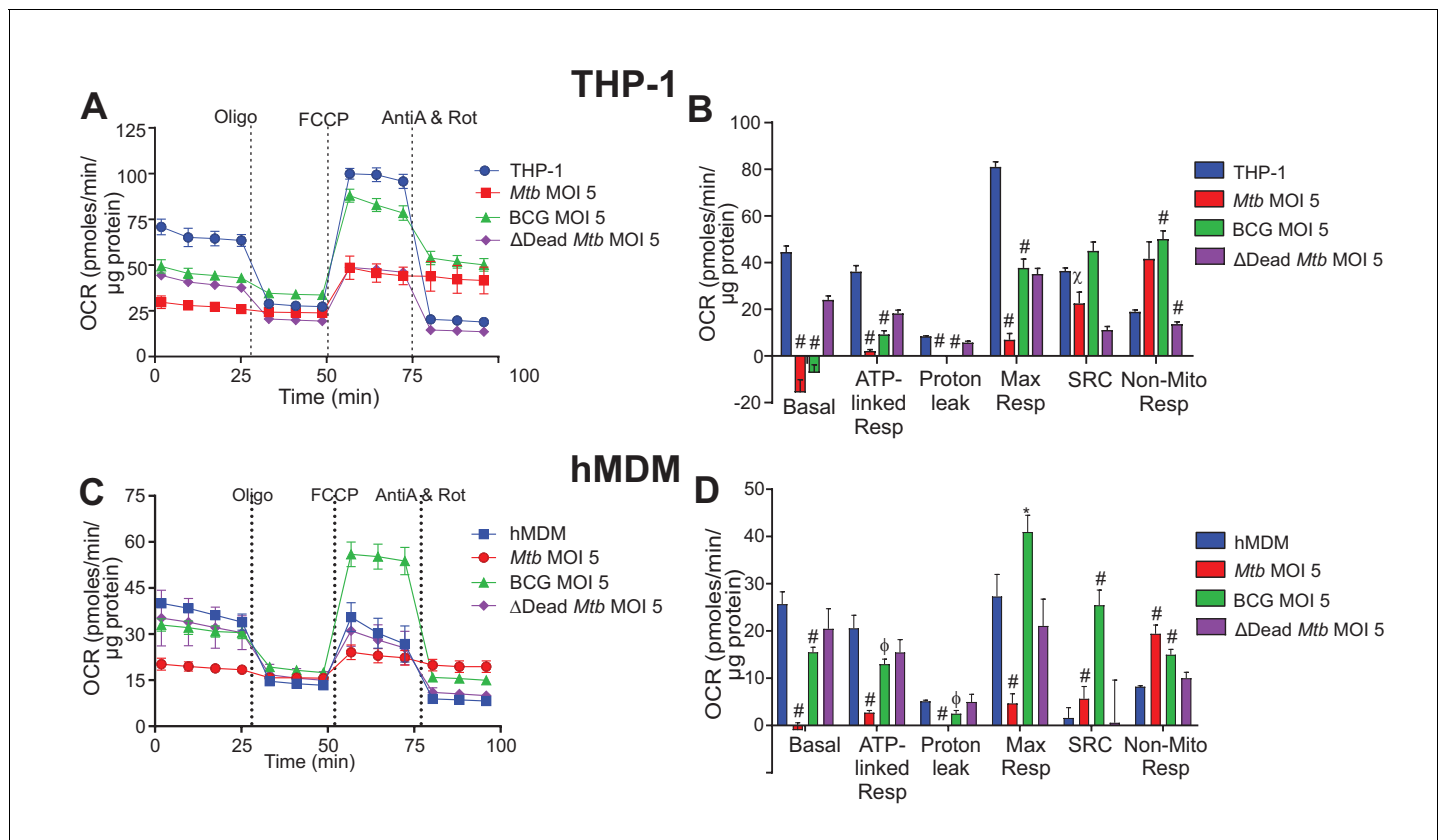 THP-1
A
Oligo
FCCP
AntiA & Rot
125
100
75
50
25
0
OCR (pmoles/min/
µg protein)
0
25
50
75
100
Time (min)
THP-1
Mtb MOI 5
BCG MOI 5
ΔDead Mtb MOI 5
B
100
80
60
40
20
0
-20
OCR (pmoles/min/
µg protein)
# #
# #
# #
# #
χ
# #
Basal
ATP-
linked
Resp
Proton
leak
Max
Resp
SRC
Non-Mito
Resp
THP-1
Mtb MOI 5
BCG MOI 5
ΔDead Mtb MOI 5
hMDM
C
Oligo
FCCP
AntiA & Rot
75
60
45
30
15
0
OCR (pmoles/min/
µg protein)
0
25
50
75
100
Time (min)
hMDM
Mtb MOI 5
BCG MOI 5
ΔDead Mtb MOI 5
D
50
40
30
20
10
0
OCR (pmoles/min/
µg protein)
# #
# ϕ
# ϕ
# *
# #
# #
Basal
ATP-
linked
Resp
Proton
leak
Max
Resp
SRC
Non-Mito
Resp
hMDM
Mtb MOI 5
BCG MOI 5
ΔDead Mtb MOI 5